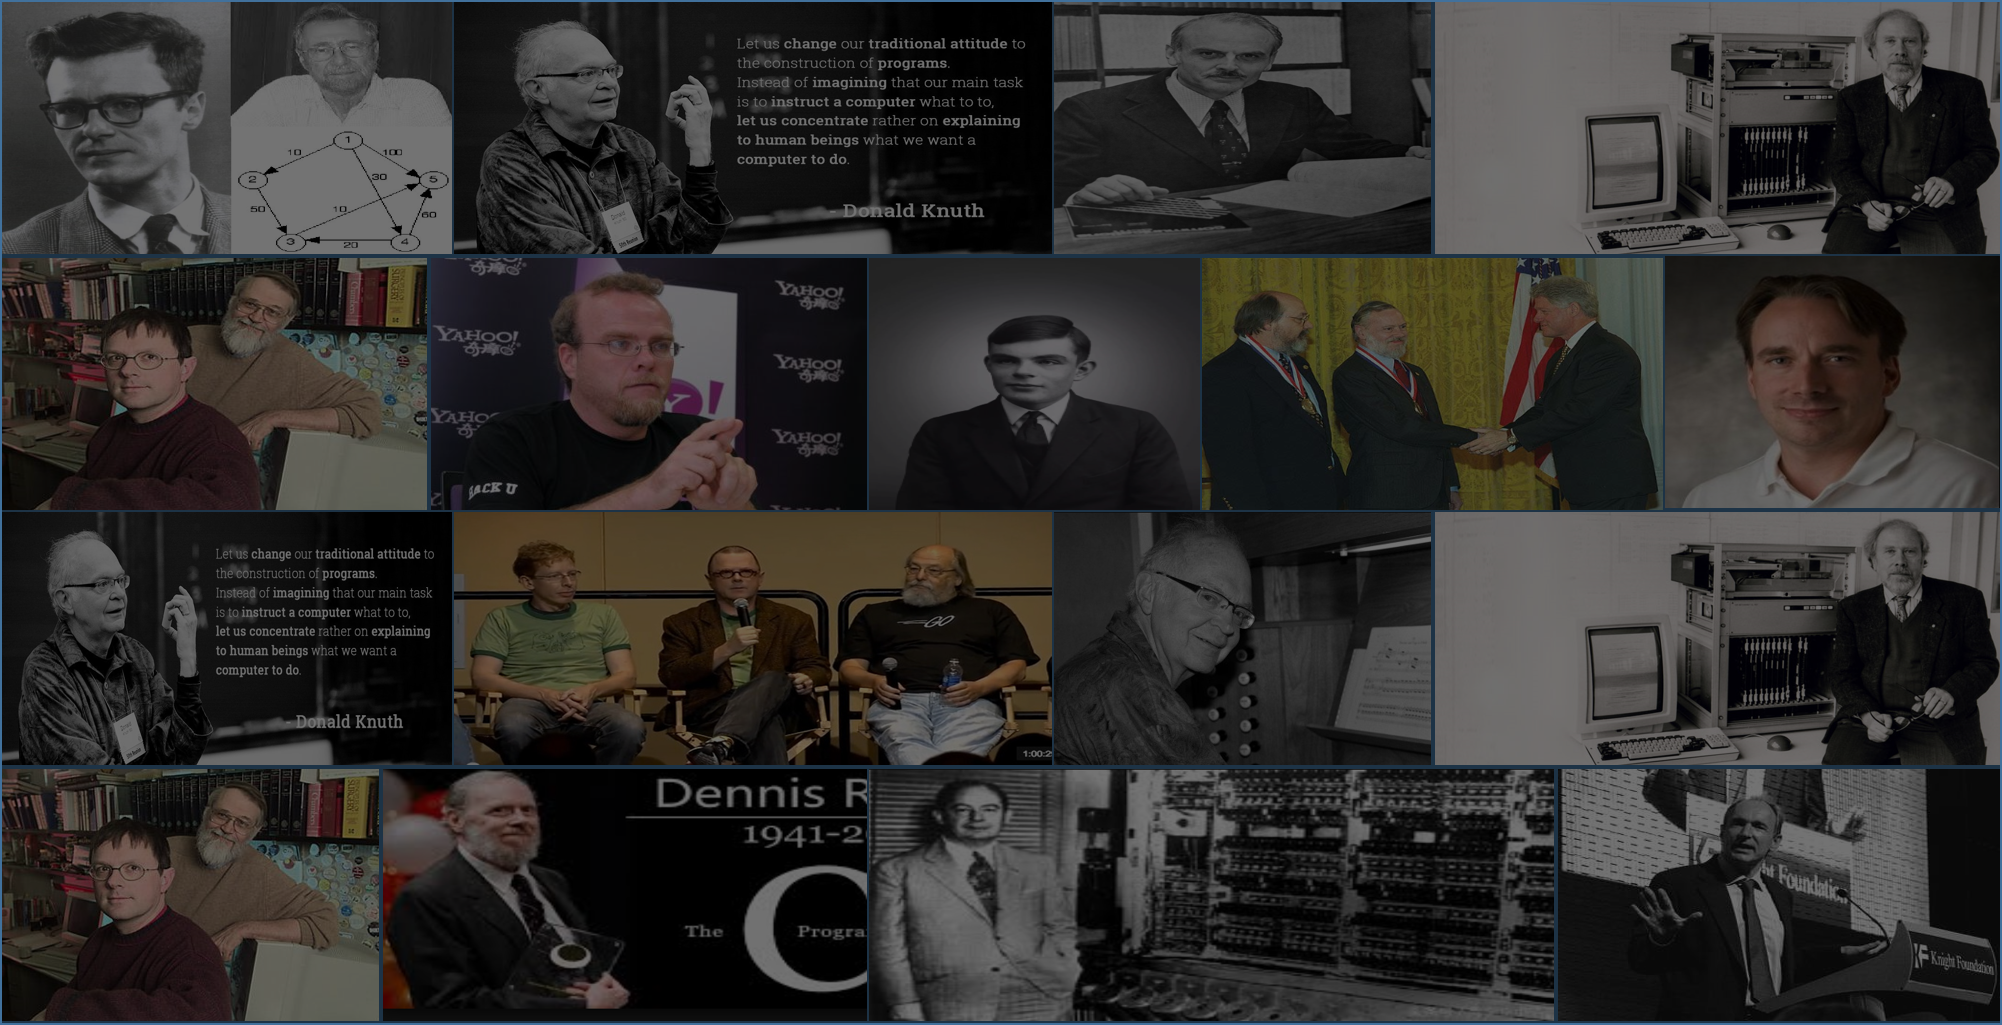 1
10
100
30
2
5
50
10
60
3
20
4
Let us change our traditional attitude to
the construction of programs.
Instead of imagining that our main task
is to instruct a computer what to to,
let us concentrate rather on explaining
to human beings what we want a
computer to do.
- Donald Knuth
YAHOO!
YAHOO!
YAHOO!
YAHOO!
YAHO
Y!
HACK U
Let us change our traditional attitude to
the construction of programs.
Instead of imagining that our main task
is to instruct a computer what to to,
let us concentrate rather on explaining
to human beings what we want a
computer to do.
- Donald Knuth
GO
1:00:2
Dennis R
1941-2
The C Progra
ht Foundatio
KF Knight Foundation